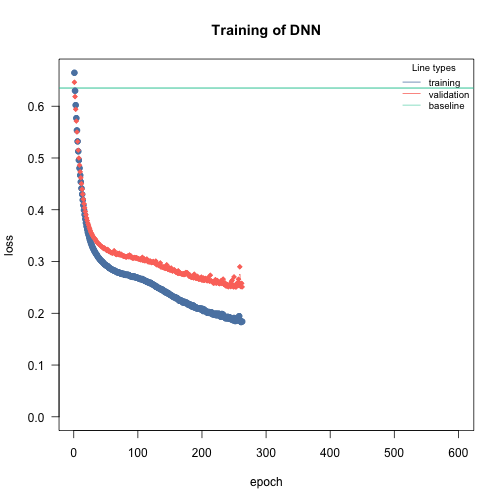 Training of DNN
Line types
training
validation
baseline
loss
0.6
0.5
0.4
0.3
0.2
0.1
0.0
0 100 200 300 400 500 600
epoch